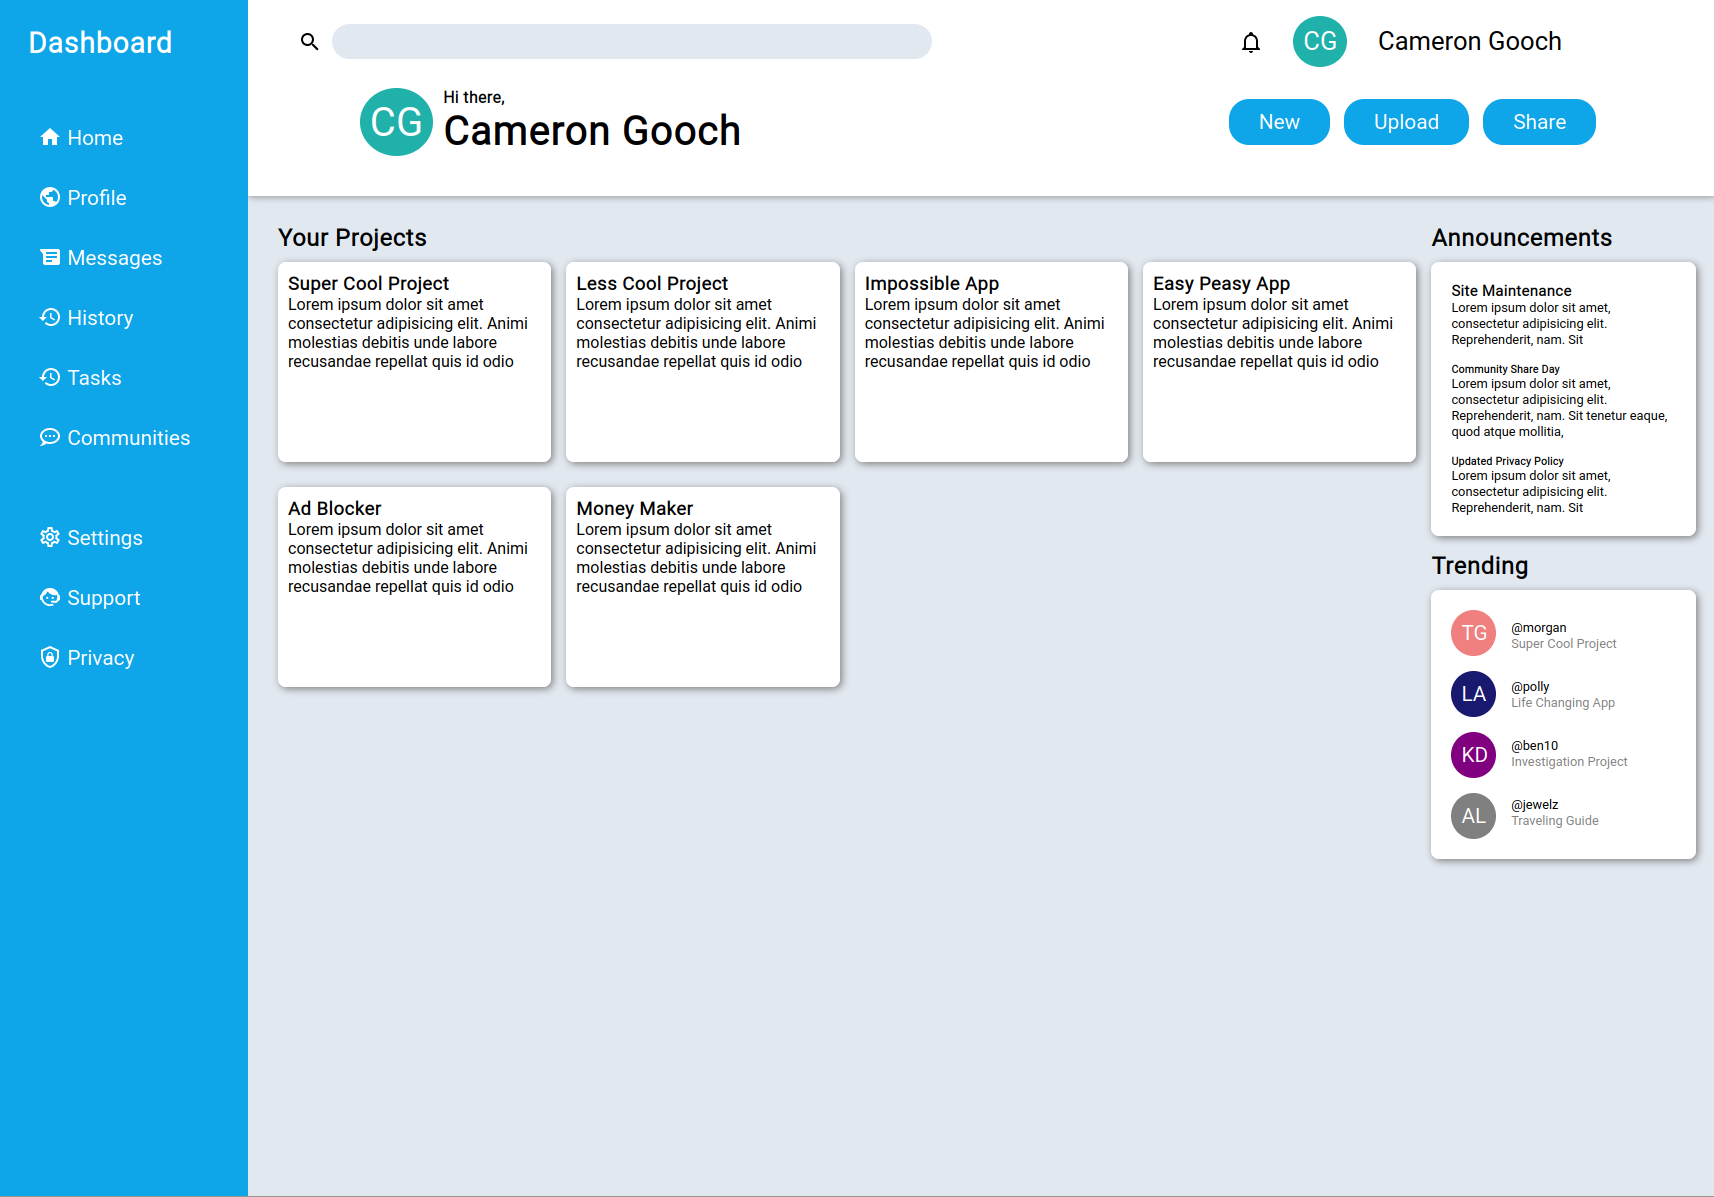 Dashboard
Home
Profile
Messages
History
Tasks
Communities
Settings
Support
Privacy
CG
Cameron Gooch
CG
Hi there,
Cameron Gooch
New
Upload
Share
Your Projects
Super Cool Project
Lorem ipsum dolor sit amet
consectetur adipisicing elit. Animi
molestias debitis unde labore
recusandae repellat quis id odio
Less Cool Project
Lorem ipsum dolor sit amet
consectetur adipisicing elit. Animi
molestias debitis unde labore
recusandae repellat quis id odio
Impossible App
Lorem ipsum dolor sit amet
consectetur adipisicing elit. Animi
molestias debitis unde labore
recusandae repellat quis id odio
Easy Peasy App
Lorem ipsum dolor sit amet
consectetur adipisicing elit. Animi
molestias debitis unde labore
recusandae repellat quis id odio
Ad Blocker
Lorem ipsum dolor sit amet
consectetur adipisicing elit. Animi
molestias debitis unde labore
recusandae repellat quis id odio
Money Maker
Lorem ipsum dolor sit amet
consectetur adipisicing elit. Animi
molestias debitis unde labore
recusandae repellat quis id odio
Announcements
Site Maintenance
Lorem ipsum dolor sit amet,
consectetur adipisicing elit.
Reprehenderit, nam. Sit
Community Share Day
Lorem ipsum dolor sit amet,
consectetur adipisicing elit.
Reprehenderit, nam. Sit tenetur eaque,
quod atque mollitia,
Updated Privacy Policy
Lorem ipsum dolor sit amet,
consectetur adipisicing elit.
Reprehenderit, nam. Sit
Trending
TG
@morgan
Super Cool Project
LA
@polly
Life Changing App
KD
@ben10
Investigation Project
AL
@jewelz
Traveling Guide